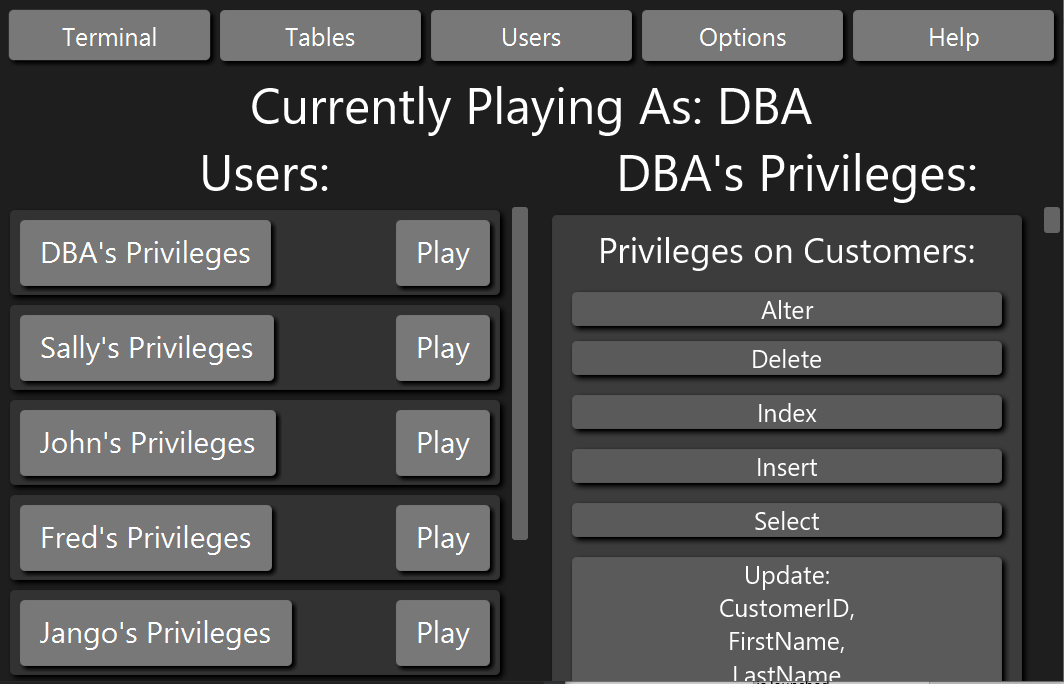 Terminal
Tables
Users
Options
Help
Currently Playing As: DBA
Users:
DBA's Privileges
Play
Sally's Privileges
Play
John's Privileges
Play
Fred's Privileges
Play
Jango's Privileges
Play
DBA's Privileges:
Privileges on Customers:
Alter
Delete
Index
Insert
Select
Update:
CustomerID,
FirstName,
LastName